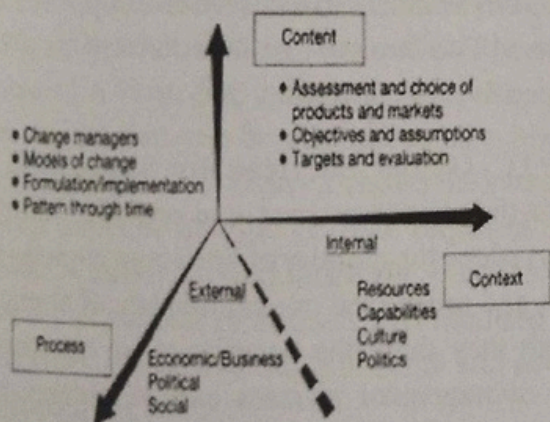 Content
• Assessment and choice of
products and markets
• Objectives and assumptions
• Targets and evaluation
• Change managers
• Models of change
• Formulation/implementation
• Pattern through time
Internal
Context
Resources
Capabilities
Culture
Politics
External
Process
Economic/Business
Political
Social